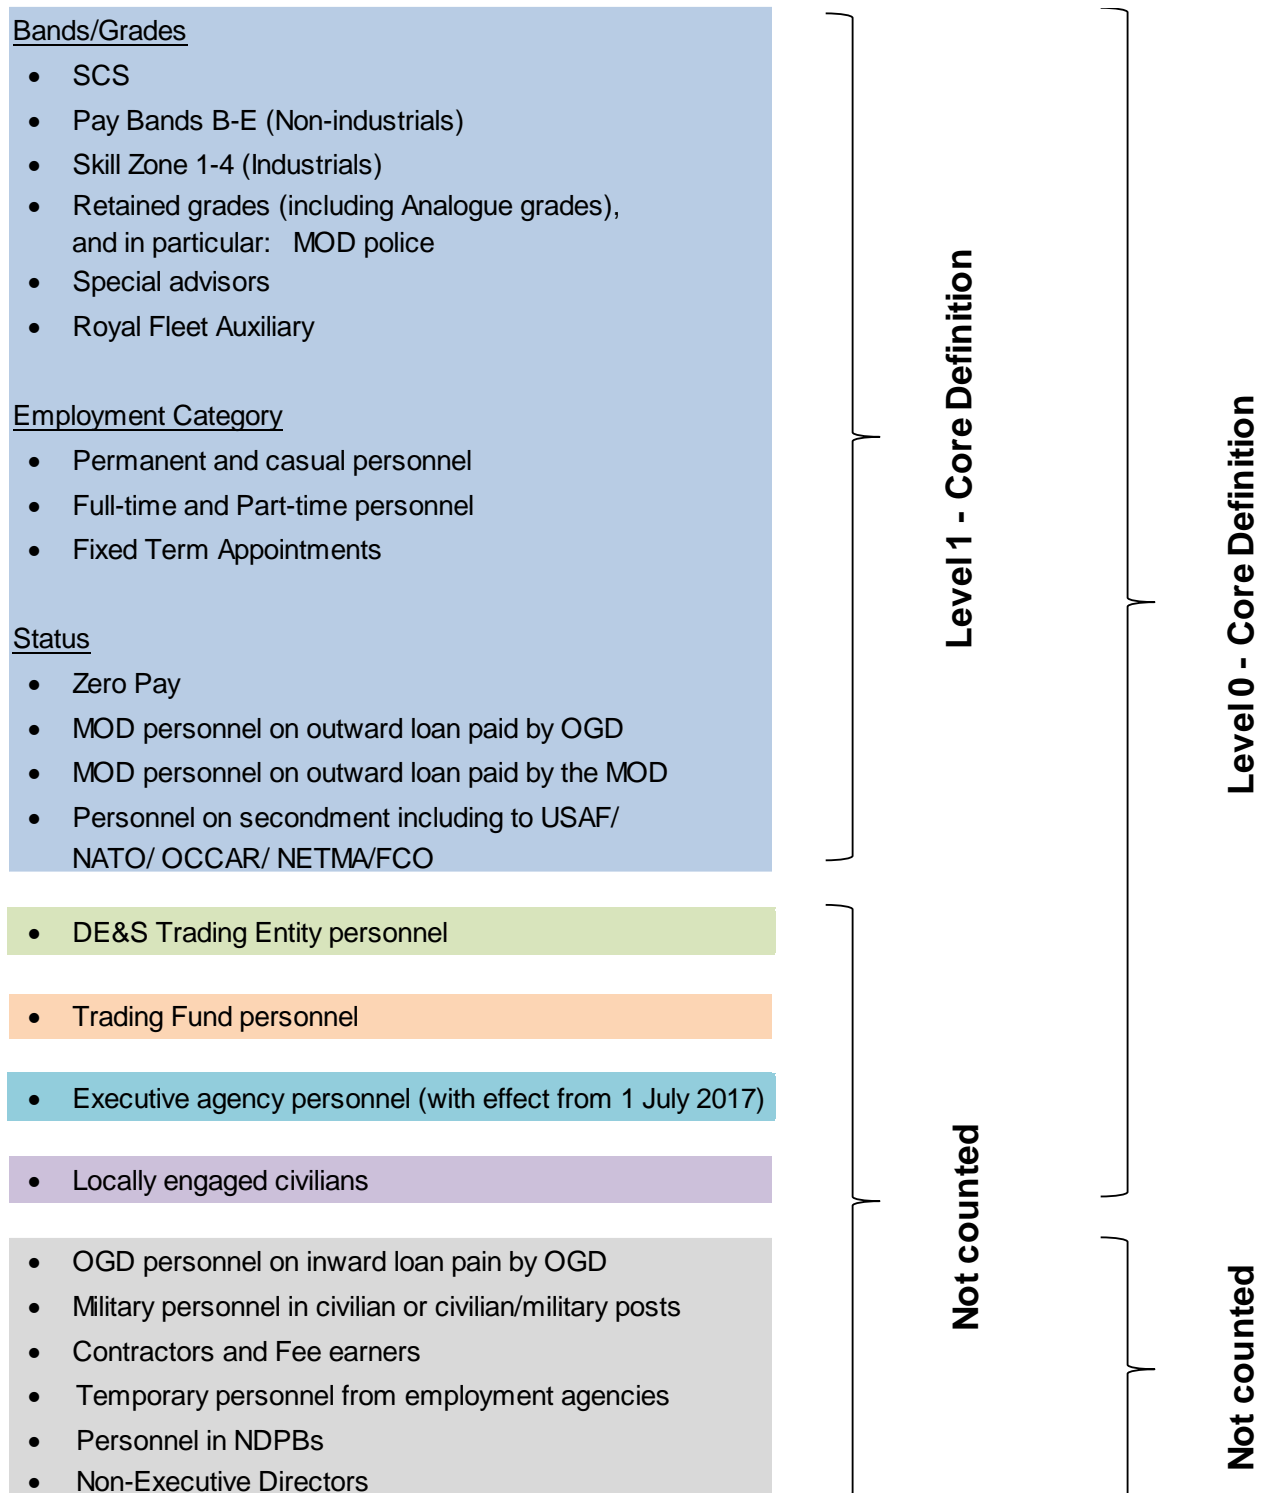 Bands/Grades
• SCS
• Pay Bands B-E (Non-industrials)
• Skill Zone 1-4 (Industrials)
• Retained grades (including Analogue grades),
and in particular: MOD police
• Special advisors
• Royal Fleet Auxiliary
Employment Category
• Permanent and casual personnel
• Full-time and Part-time personnel
• Fixed Term Appointments
Status
• Zero Pay
• MOD personnel on outward loan paid by OGD
• MOD personnel on outward loan paid by the MOD
• Personnel on secondment including to USAF/
NATO/ OCCAR/ NETMA/FCO
• DE&S Trading Entity personnel
• Trading Fund personnel
• Executive agency personnel (with effect from 1 July 2017)
• Locally engaged civilians
• OGD personnel on inward loan pain by OGD
• Military personnel in civilian or civilian/military posts
• Contractors and Fee earners
• Temporary personnel from employment agencies
• Personnel in NDPBs
• Non-Executive Directors
Level 1 - Core Definition
Not counted
Level 0 - Core Definition
Not counted